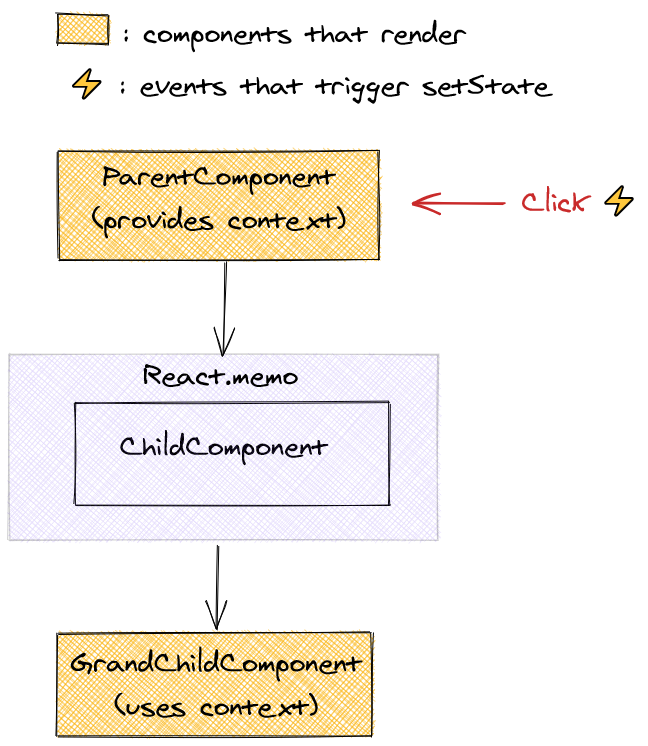 : components that render
: events that trigger setState
ParentComponent
(provides context)
Click
React.memo
ChildComponent
GrandChildComponent
(uses context)